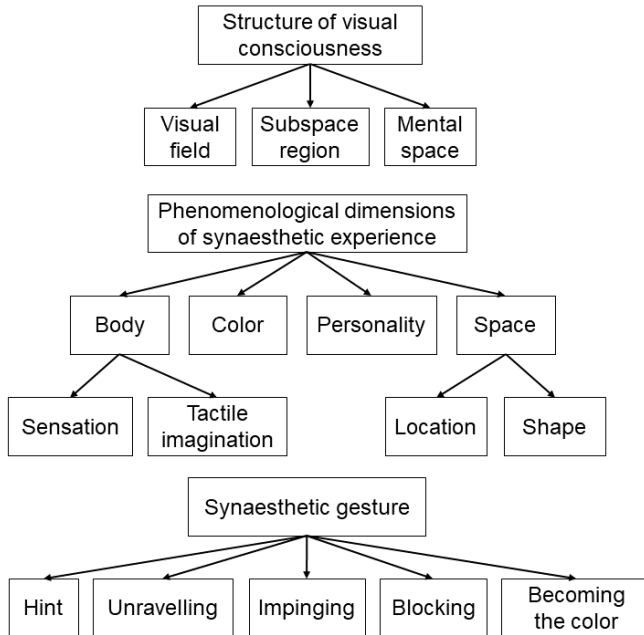 Structure of visual
consciousness
Visual
field
Subspace
region
Mental
space
Phenomenological dimensions
of synaesthetic experience
Body
Color
Personality
Space
Sensation
Tactile
imagination
Location
Shape
Synaesthetic gesture
Hint
Unravelling
Impinging
Blocking
Becoming
the color